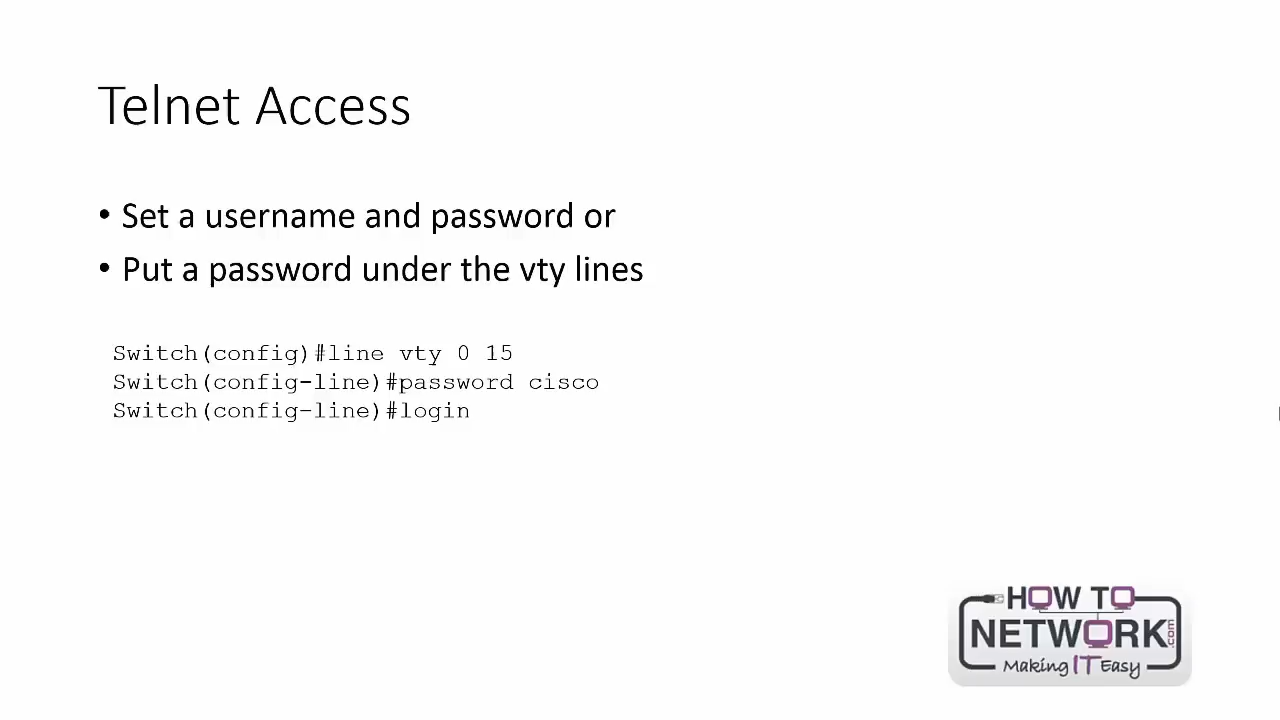 Telnet Access
• Set a username and password or
• Put a password under the vty lines
Switch(config)#line vty 0 15
Switch(config-line)#password cisco
Switch(config-line)#login
HOW TO
NETWORK.com
Making IT Easy